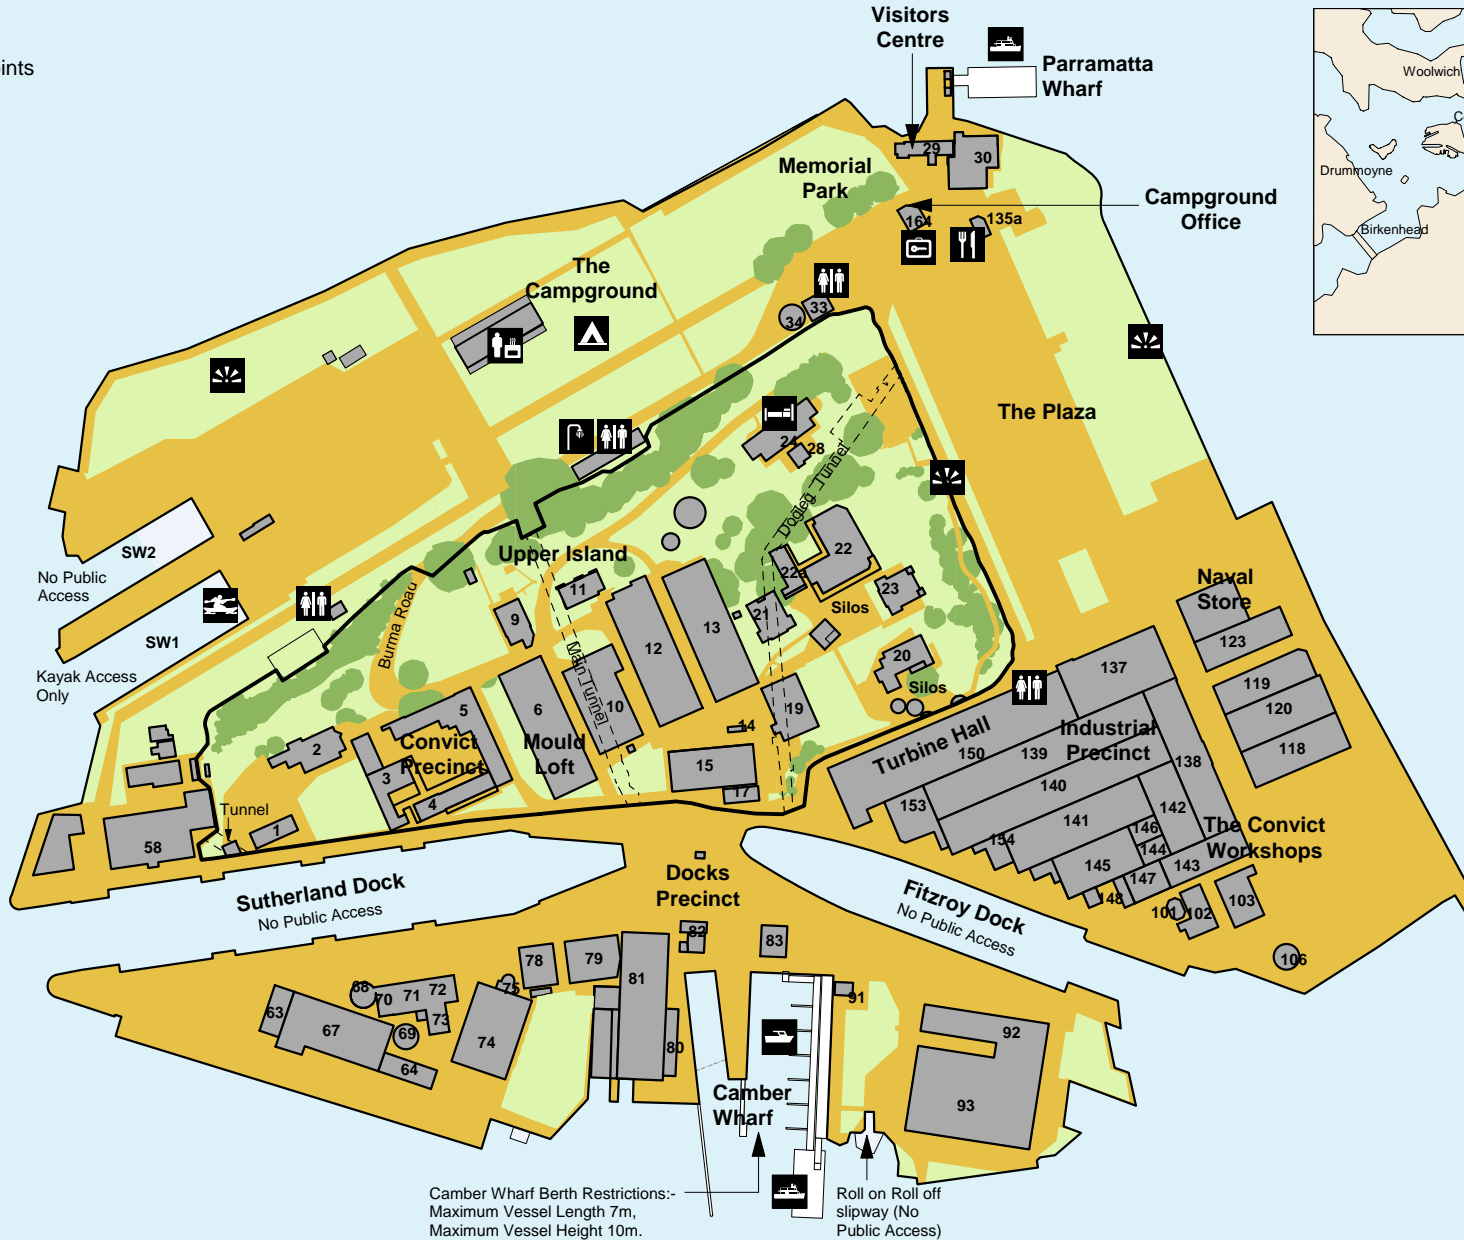 Visitors
Centre
ints
Parramatta
Wharf
Woolwich
C
Drummoyne
Birkenhead
29
30
Memorial
Park
Campground
Office
164
135a
The
Campground
33
34
The Plaza
24
28
Dogleg Tunnel
SW2
No Public
Access
SW1
Kayak Access
Only
Upper Island
Burma Road
11
9
12
13
22
22a
21
23
Silos
20
Silos
Naval
Store
123
137
119
120
118
Main Tunnel
10
6
5
2
Convict
Precinct
3
4
Mould
Loft
14
15
17
19
Turbine Hall
150
139
Industrial
Precinct
138
140
153
141
142
154
146
144
145
143
147
148
The Convict
Workshops
101
102
103
106
Tunnel
1
58
Sutherland Dock
No Public Access
Docks
Precinct
Fitzroy Dock
No Public Access
82
83
78
79
81
75
68
70
71
72
73
63
67
69
64
74
80
91
92
93
Camber
Wharf
Camber Wharf Berth Restrictions:-
Maximum Vessel Length 7m,
Maximum Vessel Height 10m.
Roll on Roll off
slipway (No
Public Access)